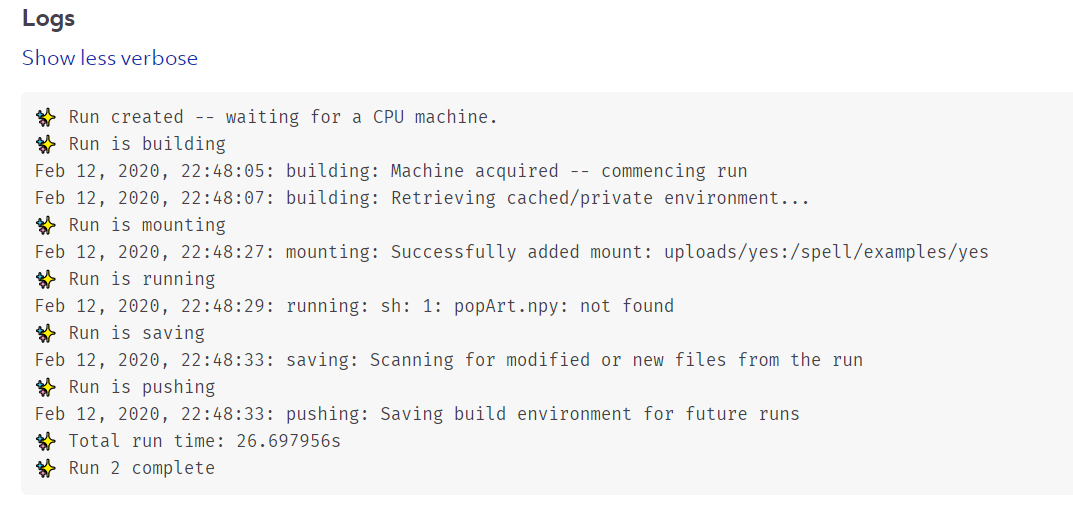 Logs
Show less verbose
✨ Run created -- waiting for a CPU machine.
✨ Run is building
Feb 12, 2020, 22:48:05: building: Machine acquired -- commencing run
Feb 12, 2020, 22:48:07: building: Retrieving cached/private environment...
✨ Run is mounting
Feb 12, 2020, 22:48:27: mounting: Successfully added mount: uploads/yes:/spell/examples/yes
✨ Run is running
Feb 12, 2020, 22:48:29: running: sh: 1: popArt.npy: not found
✨ Run is saving
Feb 12, 2020, 22:48:33: saving: Scanning for modified or new files from the run
✨ Run is pushing
Feb 12, 2020, 22:48:33: pushing: Saving build environment for future runs
✨ Total run time: 26.697956s
✨ Run 2 complete